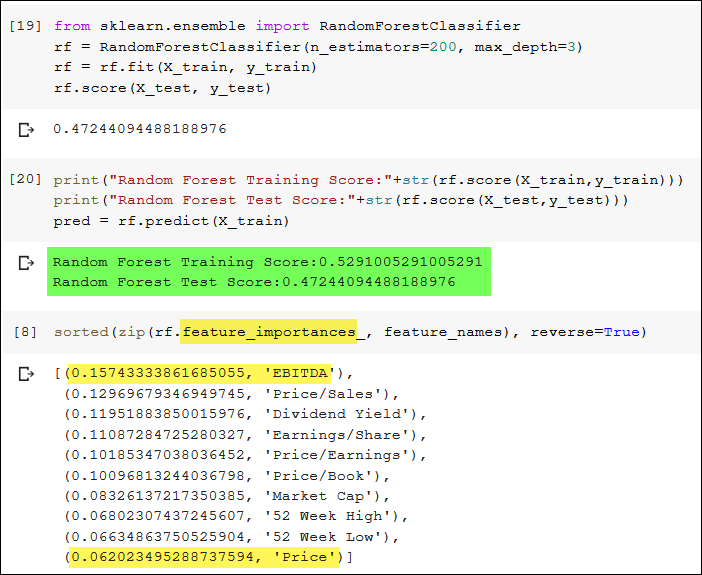 [19] from sklearn.ensemble import RandomForestClassifier
rf = RandomForestClassifier(n_estimators=200, max_depth=3)
rf = rf.fit(X_train, y_train)
rf.score(X_test, y_test)
0.47244094488188976
[20] print("Random Forest Training Score:"+str(rf.score(X_train,y_train)))
print("Random Forest Test Score:"+str(rf.score(X_test,y_test)))
pred = rf.predict(X_train)
Random Forest Training Score:0.5291005291005291
Random Forest Test Score:0.47244094488188976
[8] sorted(zip(rf.feature_importances_, feature_names), reverse=True)
[(0.15743333861685055, 'EBITDA'),
(0.12969679346949745, 'Price/Sales'),
(0.11951883850015976, 'Dividend Yield'),
(0.11087284725280327, 'Earnings/Share'),
(0.10185347038036452, 'Price/Earnings'),
(0.10096813244036798, 'Price/Book'),
(0.08326137217350385, 'Market Cap'),
(0.06802307437245607, '52 Week High'),
(0.06634863750525904, '52 Week Low'),
(0.062023495288737594, 'Price')]